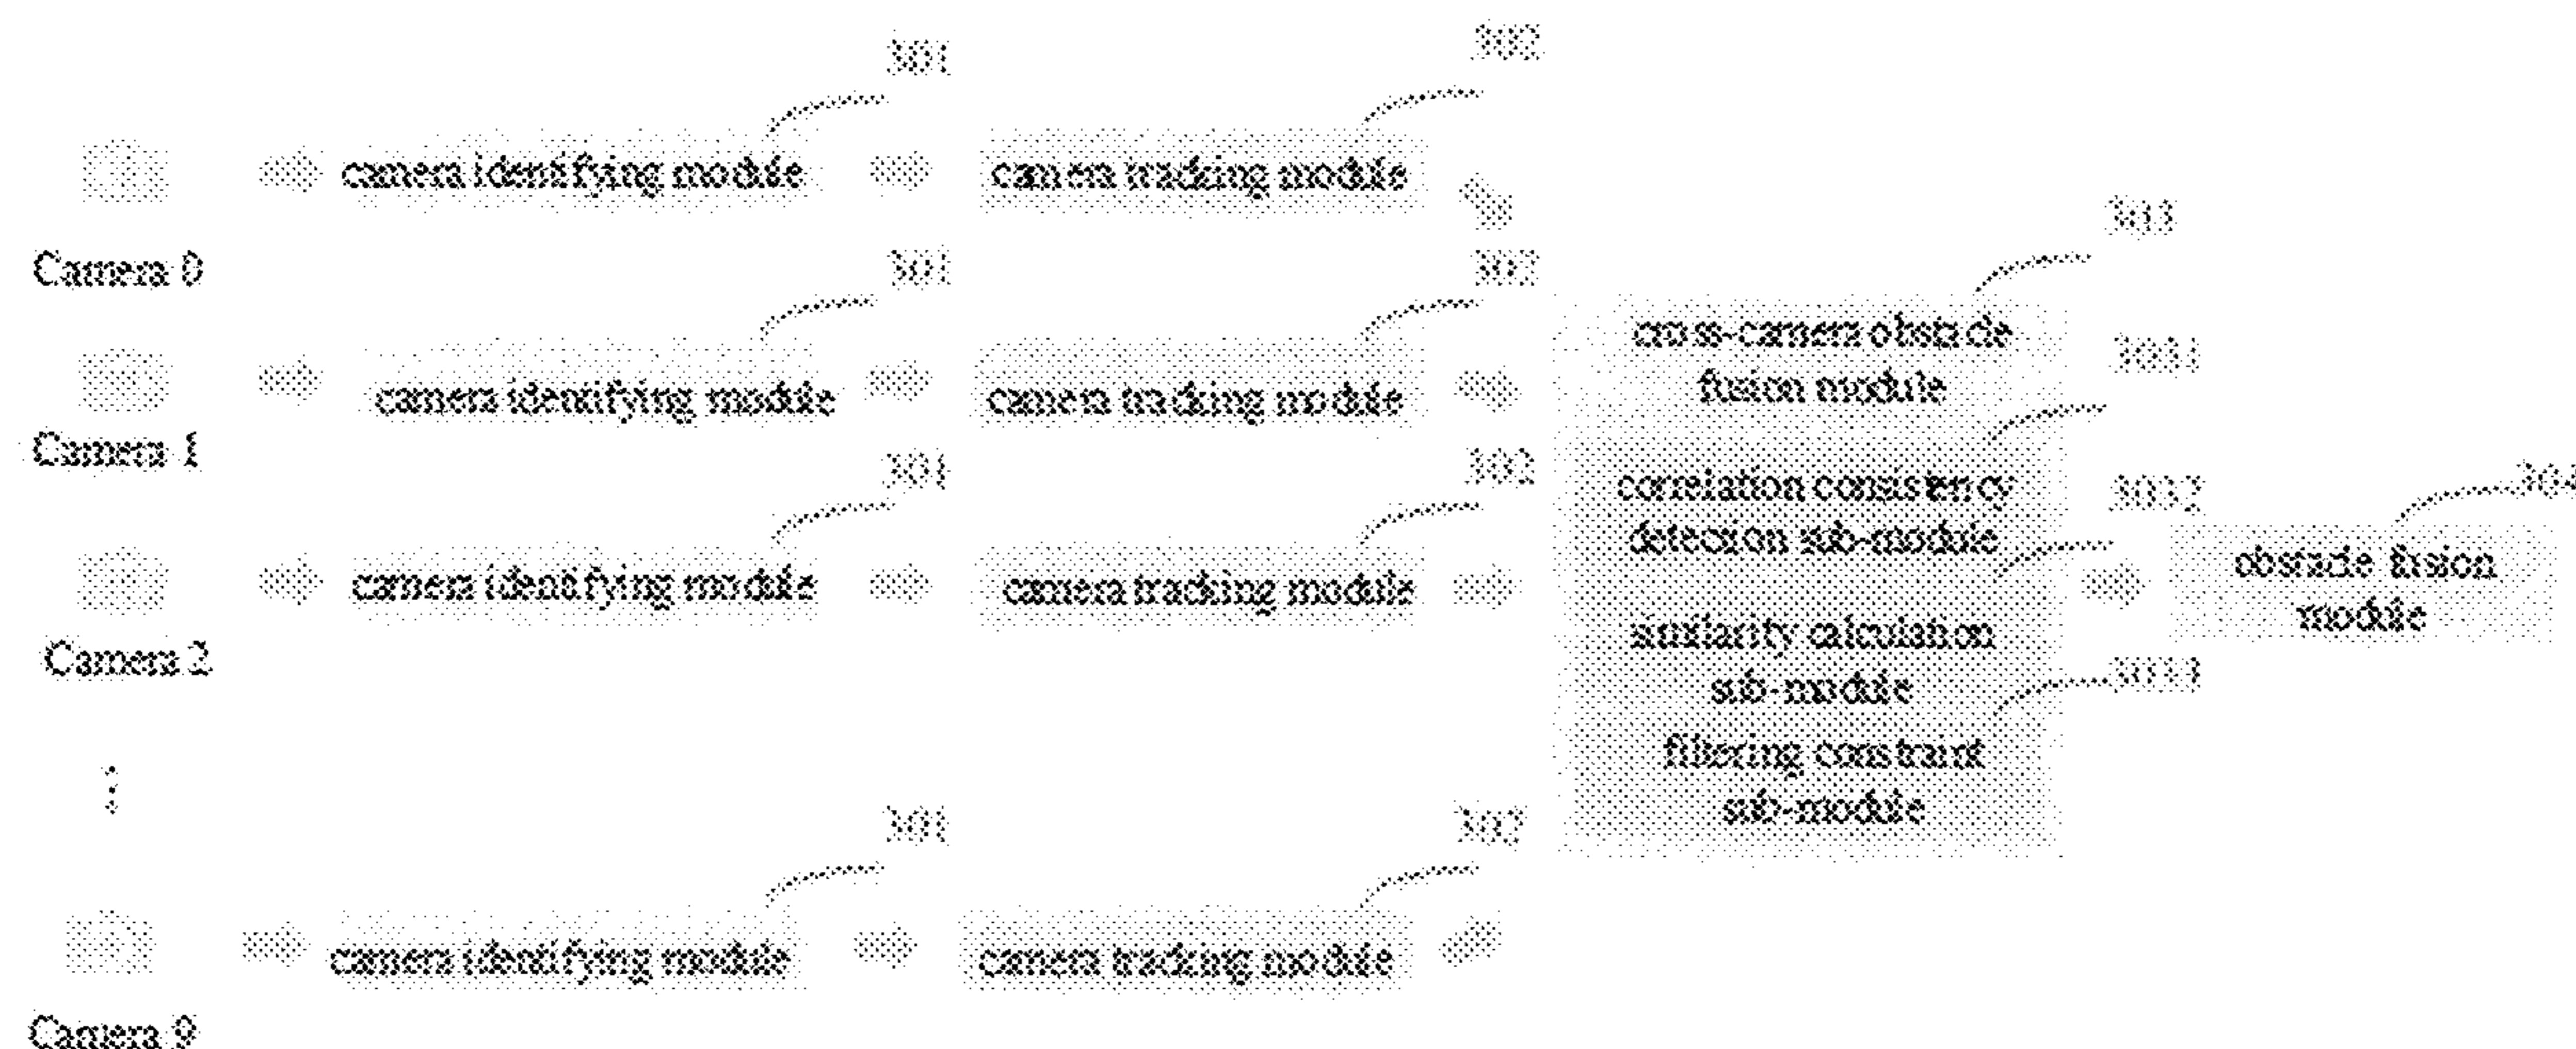 301
302
camera identifying module
camera tracking module
Camera 0
303
301
302
cross-camera obstacle
fusion module
3031
camera identifying module
camera tracking module
Camera 1
301
302
correlation consistency
detection sub-module
3032
304
camera identifying module
camera tracking module
obstacle fusion
module
Camera 2
similarity calculation
sub-module
3033
filtering constraint
sub-module
301
302
camera identifying module
camera tracking module
Camera 9